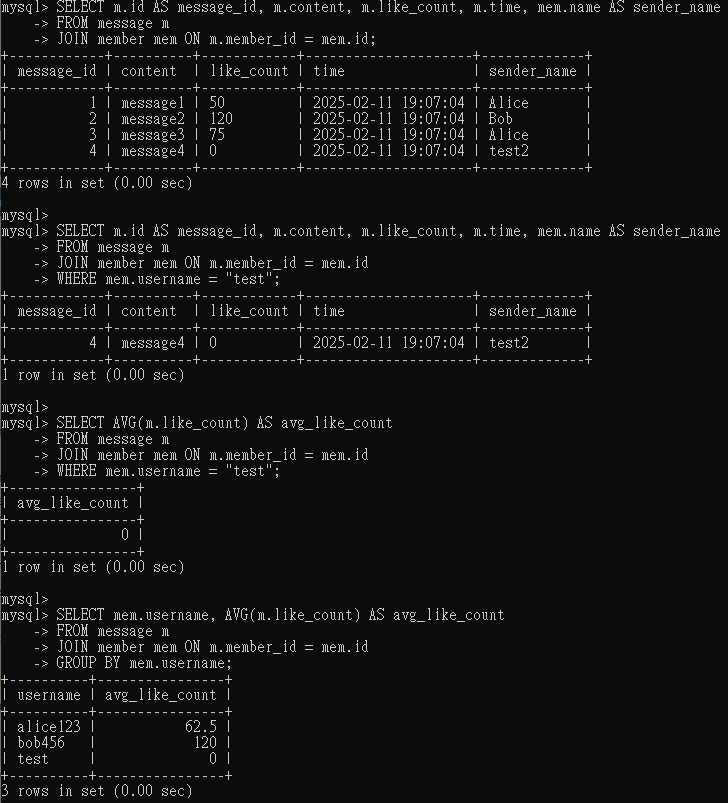 mysql> SELECT m.id AS message_id, m.content, m.like_count, m.time, mem.name AS sender_name
    -> FROM message m
    -> JOIN member mem ON m.member_id = mem.id;
+------------+----------+------------+---------------------+-------------+
| message_id | content  | like_count | time                | sender_name |
+------------+----------+------------+---------------------+-------------+
|          1 | message1 | 50         | 2025-02-11 19:07:04 | Alice       |
|          2 | message2 | 120        | 2025-02-11 19:07:04 | Bob         |
|          3 | message3 | 75         | 2025-02-11 19:07:04 | Alice       |
|          4 | message4 | 0          | 2025-02-11 19:07:04 | test2       |
+------------+----------+------------+---------------------+-------------+
4 rows in set (0.00 sec)

mysql>
mysql> SELECT m.id AS message_id, m.content, m.like_count, m.time, mem.name AS sender_name
    -> FROM message m
    -> JOIN member mem ON m.member_id = mem.id
    -> WHERE mem.username = "test";
+------------+----------+------------+---------------------+-------------+
| message_id | content  | like_count | time                | sender_name |
+------------+----------+------------+---------------------+-------------+
|          4 | message4 | 0          | 2025-02-11 19:07:04 | test2       |
+------------+----------+------------+---------------------+-------------+
1 row in set (0.00 sec)

mysql>
mysql> SELECT AVG(m.like_count) AS avg_like_count
    -> FROM message m
    -> JOIN member mem ON m.member_id = mem.id
    -> WHERE mem.username = "test";
+----------------+
| avg_like_count |
+----------------+
|              0 |
+----------------+
1 row in set (0.00 sec)

mysql>
mysql> SELECT mem.username, AVG(m.like_count) AS avg_like_count
    -> FROM message m
    -> JOIN member mem ON m.member_id = mem.id
    -> GROUP BY mem.username;
+----------+----------------+
| username | avg_like_count |
+----------+----------------+
| alice123 |           62.5 |
| bob456   |            120 |
| test     |              0 |
+----------+----------------+
3 rows in set (0.00 sec)